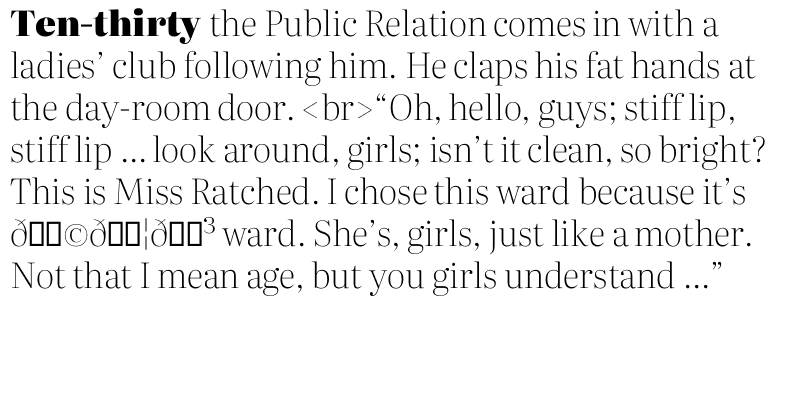 Ten-thirty the Public Relation comes in with a
ladies’ club following him. He claps his fat hands at
the day-room door. <br>“Oh, hello, guys; stiff lip,
stiff lip … look around, girls; isn’t it clean, so bright?
This is Miss Ratched. I chose this ward because it’s
ð▯▯©ð▯▯¦ð▯▯³ ward. She’s, girls, just like a mother.
Not that I mean age, but you girls understand …”